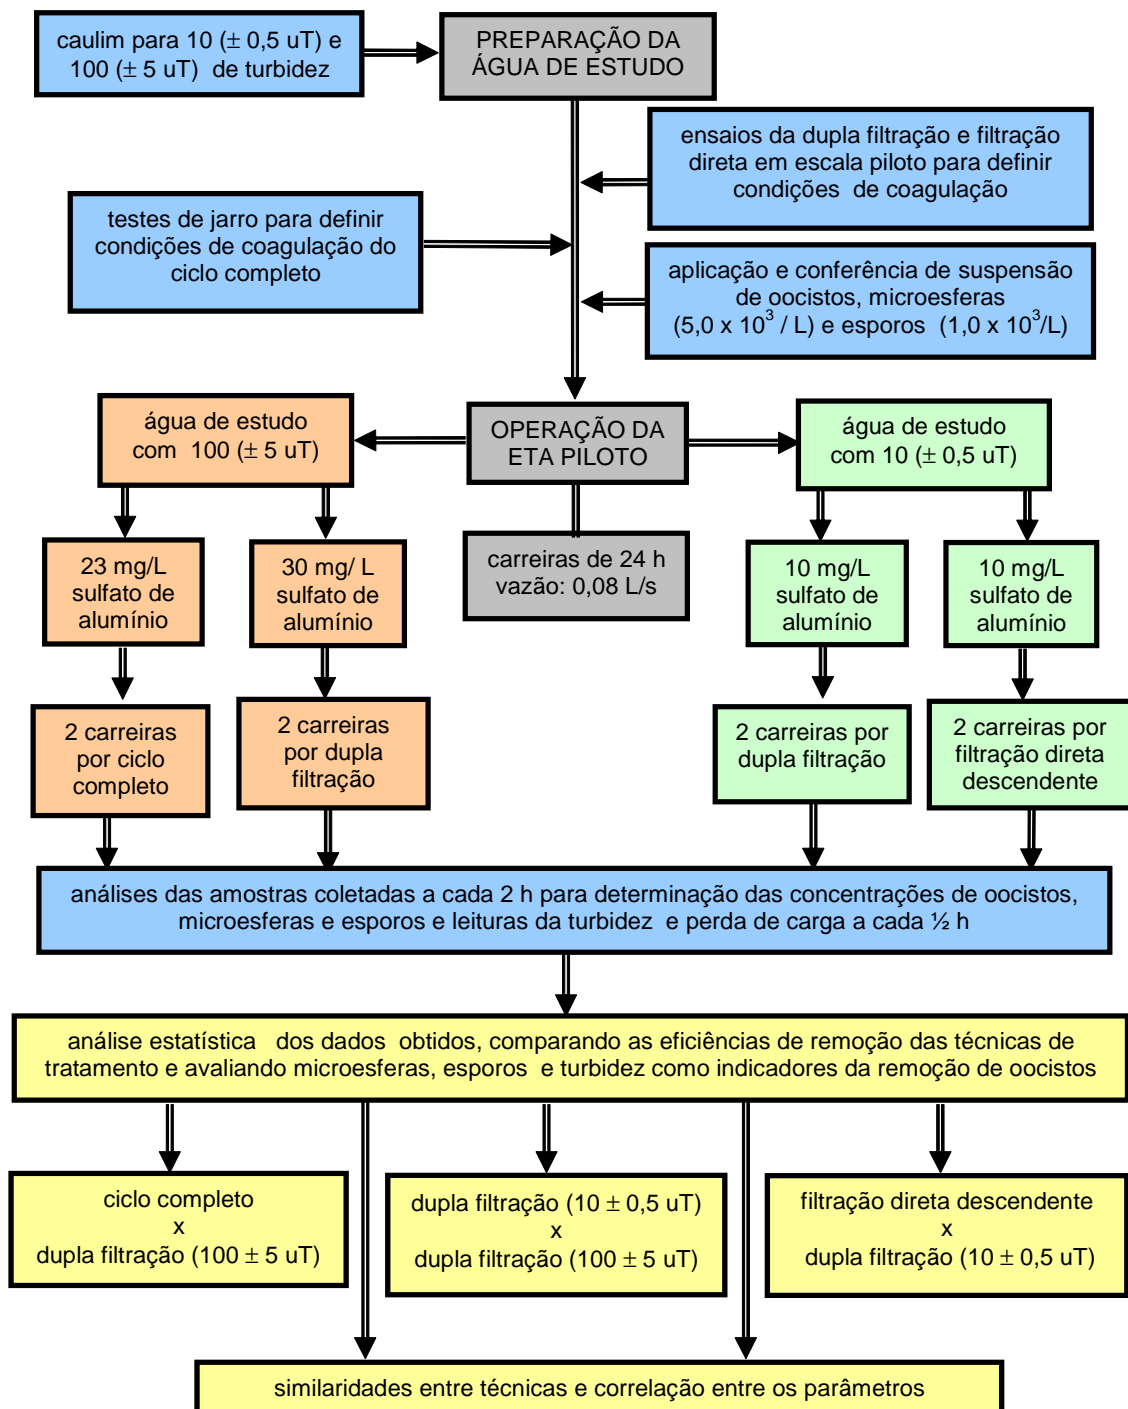 caulim para 10 (± 0,5 uT) e
100 (± 5 uT) de turbidez
PREPARAÇÃO DA
ÁGUA DE ESTUDO
ensaios da dupla filtração e filtração
direta em escala piloto para definir
condições de coagulação
testes de jarro para definir
condições de coagulação do
ciclo completo
aplicação e conferência de suspensão
de oocistos, microesferas
(5,0 x 10³ / L) e esporos (1,0 x 10³/L)
água de estudo
com 100 (± 5 uT)
OPERAÇÃO DA
ETA PILOTO
água de estudo
com 10 (± 0,5 uT)
23 mg/L
sulfato de
alumínio
30 mg/ L
sulfato de
alumínio
carreiras de 24 h
vazão: 0,08 L/s
10 mg/L
sulfato de
alumínio
10 mg/L
sulfato de
alumínio
2 carreiras
por ciclo
completo
2 carreiras
por dupla
filtração
2 carreiras por
dupla filtração
2 carreiras por
filtração direta
descendente
análises das amostras coletadas a cada 2 h para determinação das concentrações de oocistos,
microesferas e esporos e leituras da turbidez e perda de carga a cada ½ h
análise estatística dos dados obtidos, comparando as eficiências de remoção das técnicas de
tratamento e avaliando microesferas, esporos e turbidez como indicadores da remoção de oocistos
ciclo completo
x
dupla filtração (100 ± 5 uT)
dupla filtração (10 ± 0,5 uT)
x
dupla filtração (100 ± 5 uT)
filtração direta descendente
x
dupla filtração (10 ± 0,5 uT)
similaridades entre técnicas e correlação entre os parâmetros